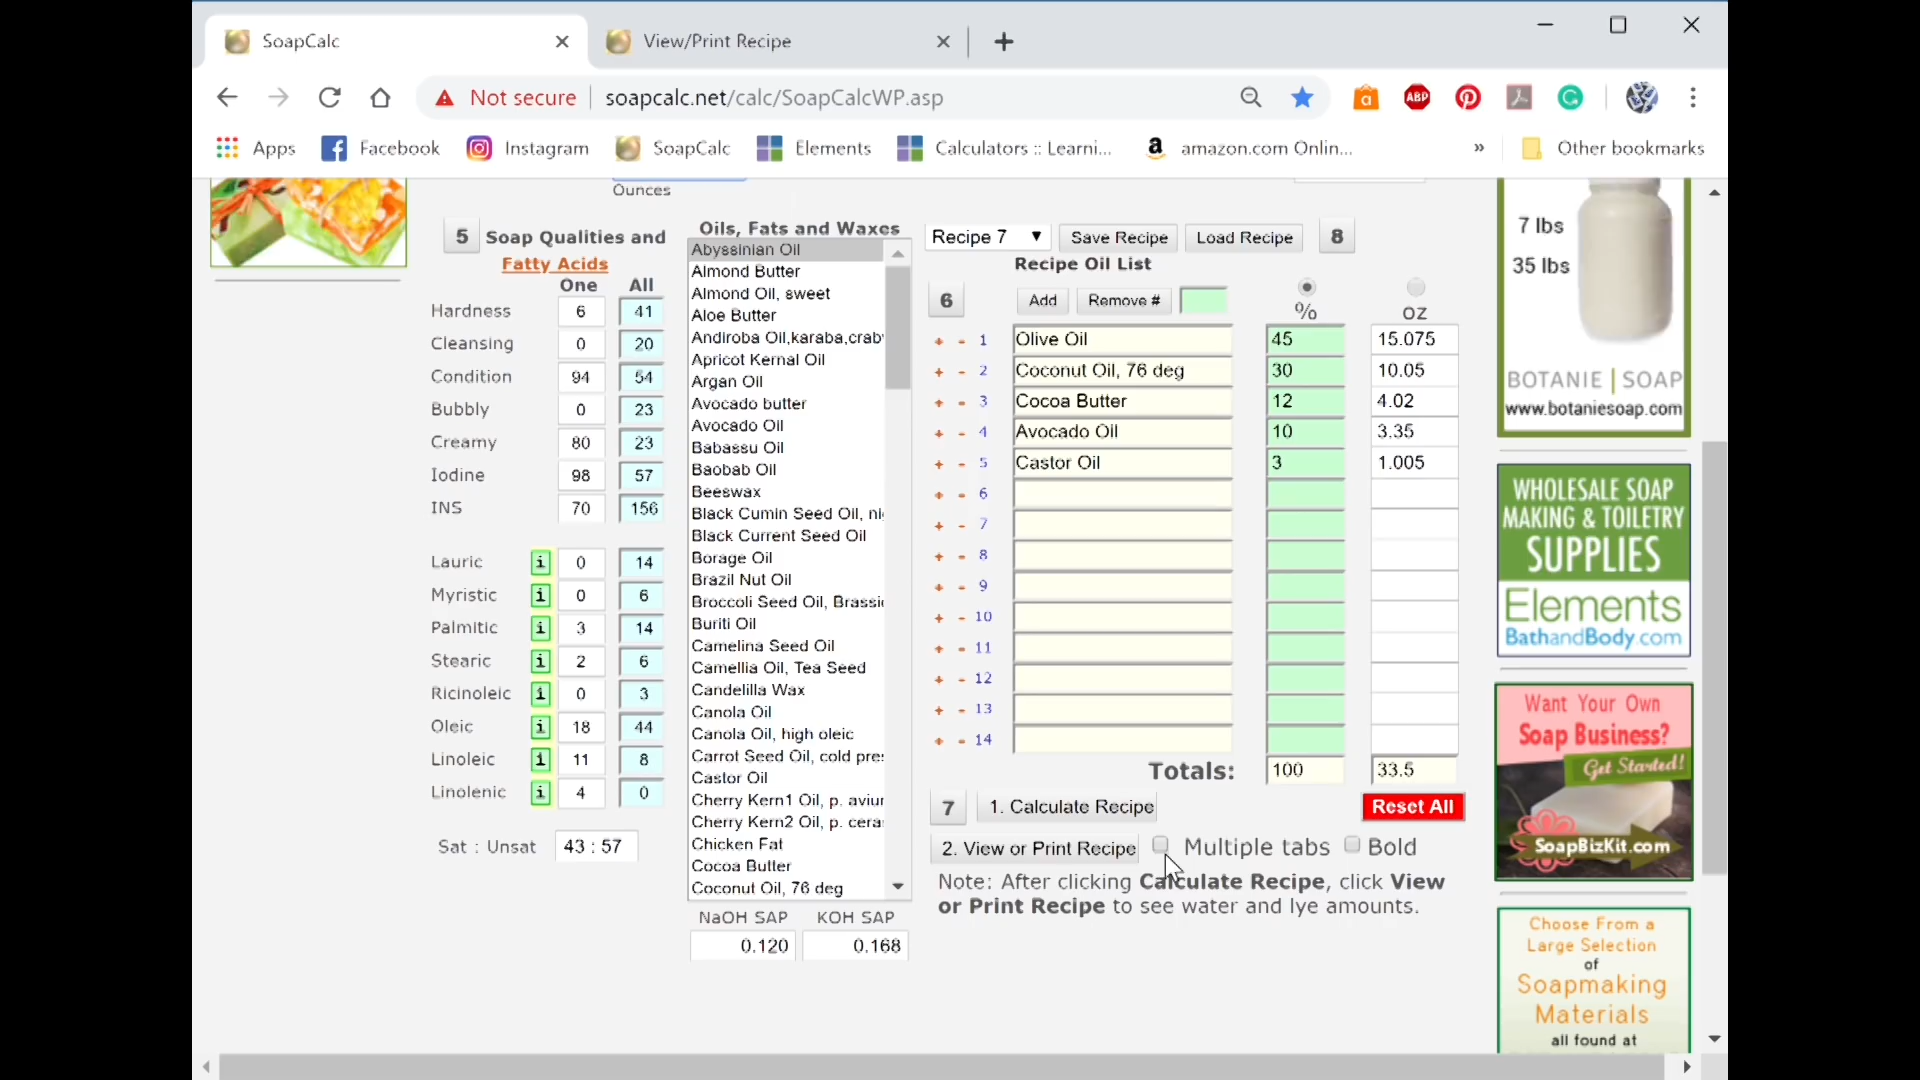 SoapCalc
View/Print Recipe
Not secure
soapcalc.net/calc/SoapCalcWP.asp
ABP
Apps
Facebook
Instagram
SoapCalc
Elements
Calculators :: Learni...
amazon.com Onlin...
»
Other bookmarks
Ounces
5 Soap Qualities and
Fatty Acids
One All
Hardness 6 41
Cleansing 0 20
Condition 94 54
Bubbly 0 23
Creamy 80 23
Iodine 98 57
INS 70 156
Lauric i 0 14
Myristic i 0 6
Palmitic i 3 14
Stearic i 2 6
Ricinoleic i 0 3
Oleic i 18 44
Linoleic i 11 8
Linolenic i 4 0
Sat : Unsat 43 : 57
Oils, Fats and Waxes
Abyssinian Oil
Almond Butter
Almond Oil, sweet
Aloe Butter
Andiroba Oil,karaba,crab
Apricot Kernal Oil
Argan Oil
Avocado butter
Avocado Oil
Babassu Oil
Baobab Oil
Beeswax
Black Cumin Seed Oil, ni
Black Current Seed Oil
Borage Oil
Brazil Nut Oil
Broccoli Seed Oil, Brassi
Buriti Oil
Camelina Seed Oil
Camellia Oil, Tea Seed
Candelilla Wax
Canola Oil
Canola Oil, high oleic
Carrot Seed Oil, cold pre
Castor Oil
Cherry Kern1 Oil, p. aviu
Cherry Kern2 Oil, p. cera
Chicken Fat
Cocoa Butter
Coconut Oil, 76 deg
NaOH SAP KOH SAP
0.120 0.168
Recipe 7 Save Recipe Load Recipe 8
Recipe Oil List
6 Add Remove # % OZ
+ - 1 Olive Oil 45 15.075
+ - 2 Coconut Oil, 76 deg 30 10.05
+ - 3 Cocoa Butter 12 4.02
+ - 4 Avocado Oil 10 3.35
+ - 5 Castor Oil 3 1.005
+ - 6
+ - 7
+ - 8
+ - 9
+ - 10
+ - 11
+ - 12
+ - 13
+ - 14
Totals: 100 33.5
7 1. Calculate Recipe Reset All
2. View or Print Recipe Multiple tabs Bold
Note: After clicking Calculate Recipe, click View
or Print Recipe to see water and lye amounts.
7 lbs
35 lbs
BOTANIE | SOAP
www.botaniesoap.com
WHOLESALE SOAP
MAKING & TOILETRY
SUPPLIES
Elements
BathandBody.com
Want Your Own
Soap Business?
Get Started!
SoapBizKit.com
Choose From a
Large Selection
of
Soapmaking
Materials
all found at